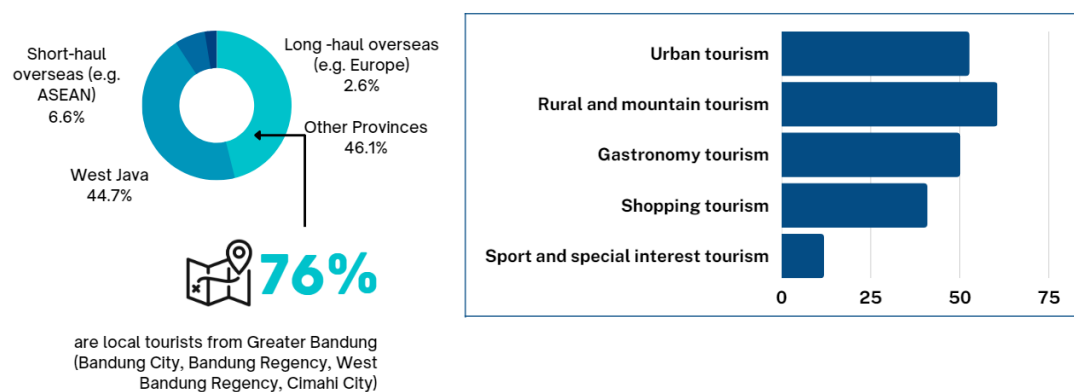 Short-haul
overseas (e.g.
ASEAN)
6.6%
Long -haul overseas
(e.g. Europe)
2.6%
Other Provinces
46.1%
West Java
44.7%
76%
are local tourists from Greater Bandung
(Bandung City, Bandung Regency, West
Bandung Regency, Cimahi City)
Urban tourism
Rural and mountain tourism
Gastronomy tourism
Shopping tourism
Sport and special interest tourism
0 25 50 75